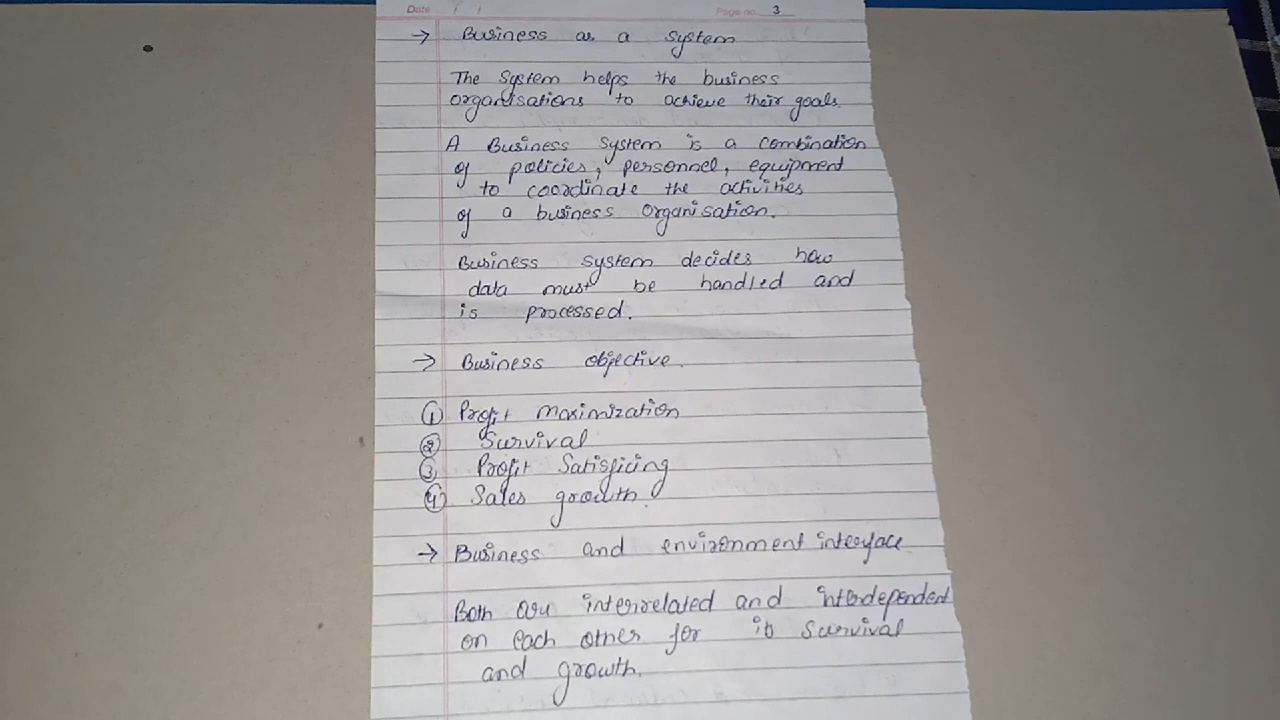 Date / / Page no. 3
→ Business as a system
The System helps the business
organisations to achieve their goals.
A Business System is a combination
of policies, personnel, equipment
to coordinate the activities
of a business organisation.
Business system decides how
data must be handled and
is processed.
→ Business objective.
① Profit maximization
② Survival
③ Profit Satisficing
④ Sales growth.
→ Business and environment interface
Both are interrelated and interdependent
on each other for its survival
and growth.